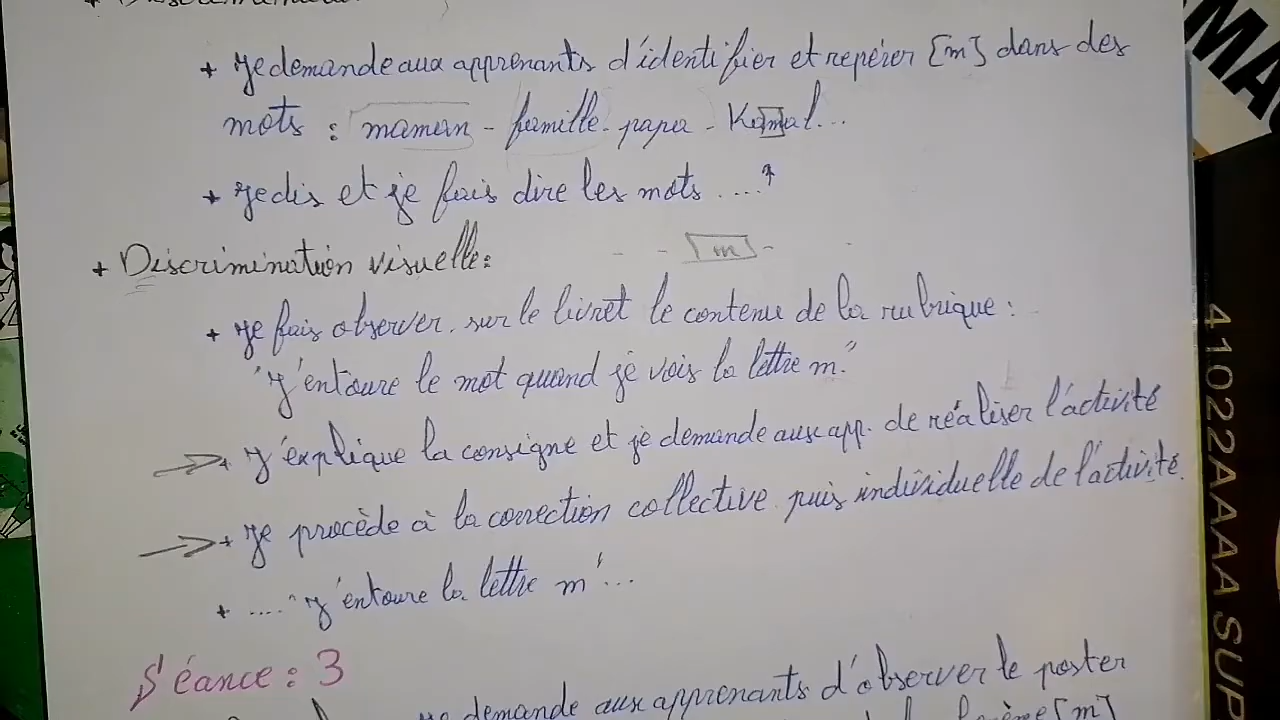 + Je demande aux apprenants d'identifier et repérer [m] dans des
mots : maman - famille - papa - Kamal...
+ Je dis et je fais dire les mots .....
+ Discrimination visuelle :
[m]
+ Je fais observer sur le livret le contenu de la rubrique :
"J'entoure le mot quand je vois la lettre m."
→ + J'explique la consigne et je demande aux app. de réaliser l'activité
→ + Je procède à la correction collective puis individuelle de l'activité.
+ ...." J'entoure la lettre m"...
Séance : 3
demande aux apprenants d'observer le poster
[m]
MA
41022AAAA SUP